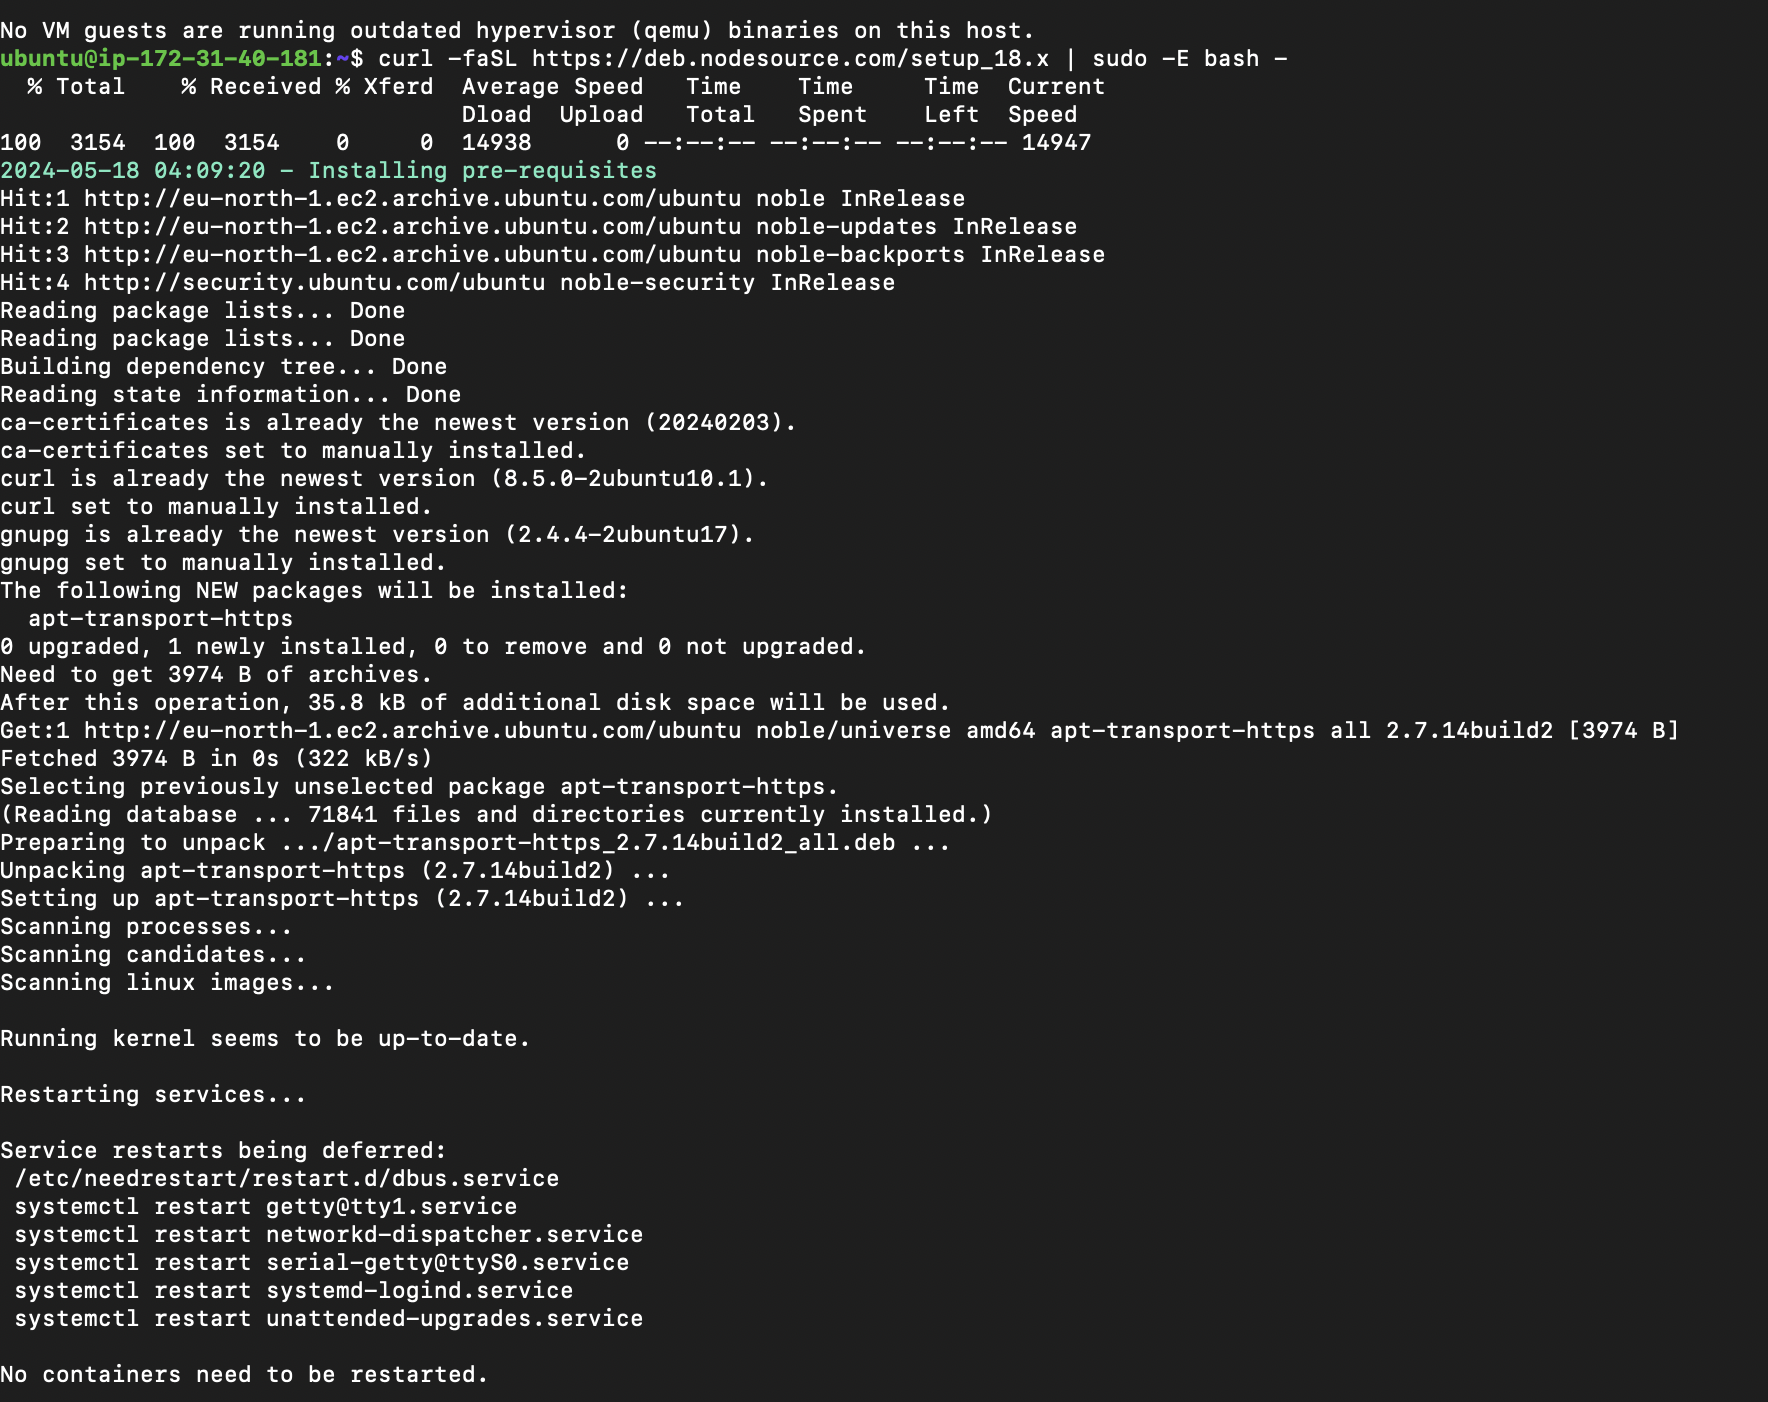 No VM guests are running outdated hypervisor (qemu) binaries on this host.
ubuntu@ip-172-31-40-181:~$ curl -faSL https://deb.nodesource.com/setup_18.x | sudo -E bash -
  % Total    % Received % Xferd  Average Speed   Time    Time     Time  Current
                                 Dload  Upload   Total   Spent    Left  Speed
100  3154  100  3154    0     0  14938      0 --:--:-- --:--:-- --:--:-- 14947
2024-05-18 04:09:20 - Installing pre-requisites
Hit:1 http://eu-north-1.ec2.archive.ubuntu.com/ubuntu noble InRelease
Hit:2 http://eu-north-1.ec2.archive.ubuntu.com/ubuntu noble-updates InRelease
Hit:3 http://eu-north-1.ec2.archive.ubuntu.com/ubuntu noble-backports InRelease
Hit:4 http://security.ubuntu.com/ubuntu noble-security InRelease
Reading package lists... Done
Reading package lists... Done
Building dependency tree... Done
Reading state information... Done
ca-certificates is already the newest version (20240203).
ca-certificates set to manually installed.
curl is already the newest version (8.5.0-2ubuntu10.1).
curl set to manually installed.
gnupg is already the newest version (2.4.4-2ubuntu17).
gnupg set to manually installed.
The following NEW packages will be installed:
  apt-transport-https
0 upgraded, 1 newly installed, 0 to remove and 0 not upgraded.
Need to get 3974 B of archives.
After this operation, 35.8 kB of additional disk space will be used.
Get:1 http://eu-north-1.ec2.archive.ubuntu.com/ubuntu noble/universe amd64 apt-transport-https all 2.7.14build2 [3974 B]
Fetched 3974 B in 0s (322 kB/s)
Selecting previously unselected package apt-transport-https.
(Reading database ... 71841 files and directories currently installed.)
Preparing to unpack .../apt-transport-https_2.7.14build2_all.deb ...
Unpacking apt-transport-https (2.7.14build2) ...
Setting up apt-transport-https (2.7.14build2) ...
Scanning processes...
Scanning candidates...
Scanning linux images...
Running kernel seems to be up-to-date.
Restarting services...
Service restarts being deferred:
 /etc/needrestart/restart.d/dbus.service
 systemctl restart getty@tty1.service
 systemctl restart networkd-dispatcher.service
 systemctl restart serial-getty@ttyS0.service
 systemctl restart systemd-logind.service
 systemctl restart unattended-upgrades.service
No containers need to be restarted.